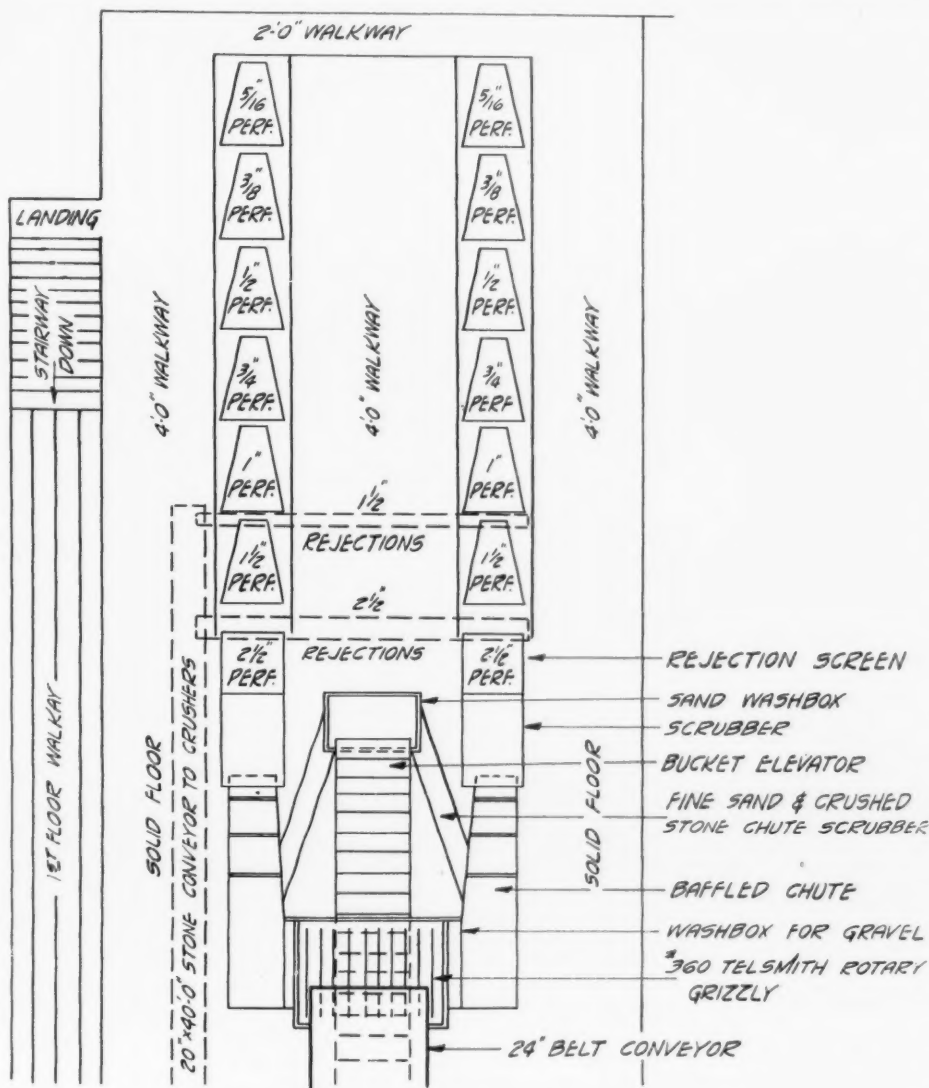 2'-0" WALKWAY
5/16"
PERF.
5/16"
PERF.
3/8"
PERF.
3/8"
PERF.
LANDING
1/2"
PERF.
1/2"
PERF.
STAIRWAY
DOWN
4'-0" WALKWAY
4'-0" WALKWAY
4'-0" WALKWAY
3/4"
PERF.
3/4"
PERF.
1"
PERF.
1"
PERF.
1 1/2"
REJECTIONS
1 1/2"
PERF.
1 1/2"
PERF.
2 1/2"
REJECTIONS
2 1/2"
PERF.
2 1/2"
PERF.
REJECTION SCREEN
SAND WASHBOX
SCRUBBER
BUCKET ELEVATOR
FINE SAND & CRUSHED
STONE CHUTE SCRUBBER
BAFFLED CHUTE
WASHBOX FOR GRAVEL
#360 TELSMITH ROTARY
GRIZZLY
24" BELT CONVEYOR
1ST FLOOR WALKAY
SOLID FLOOR
20"x40'-0" STONE CONVEYOR TO CRUSHERS
SOLID FLOOR